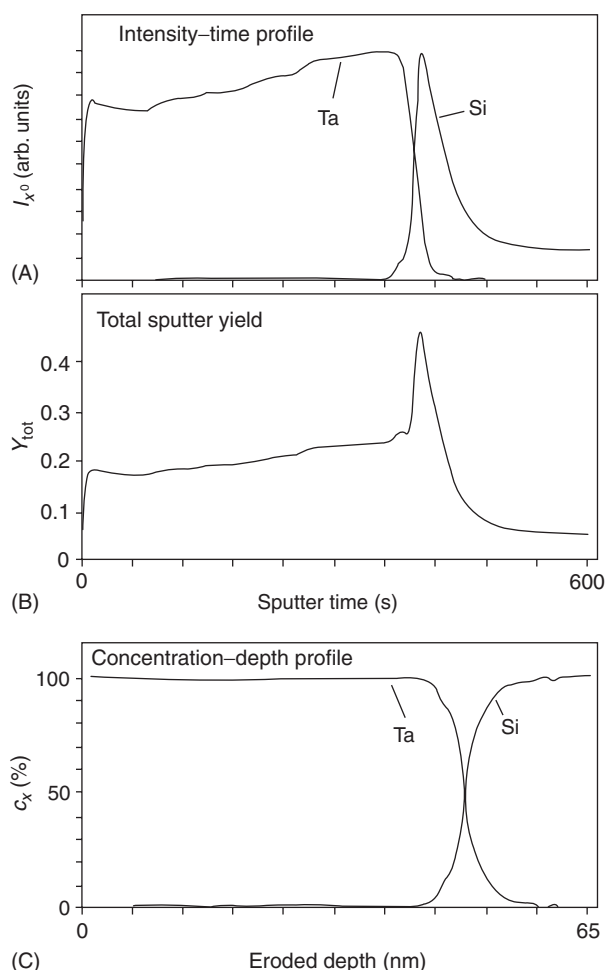 Intensity–time profile
Ta
Si
I_x⁰ (arb. units)
(A)
Total sputter yield
0.4
0.3
0.2
0.1
0
Y_tot
0
600
(B)
Sputter time (s)
Concentration–depth profile
100
50
0
Ta
Si
c_x (%)
0
65
(C)
Eroded depth (nm)